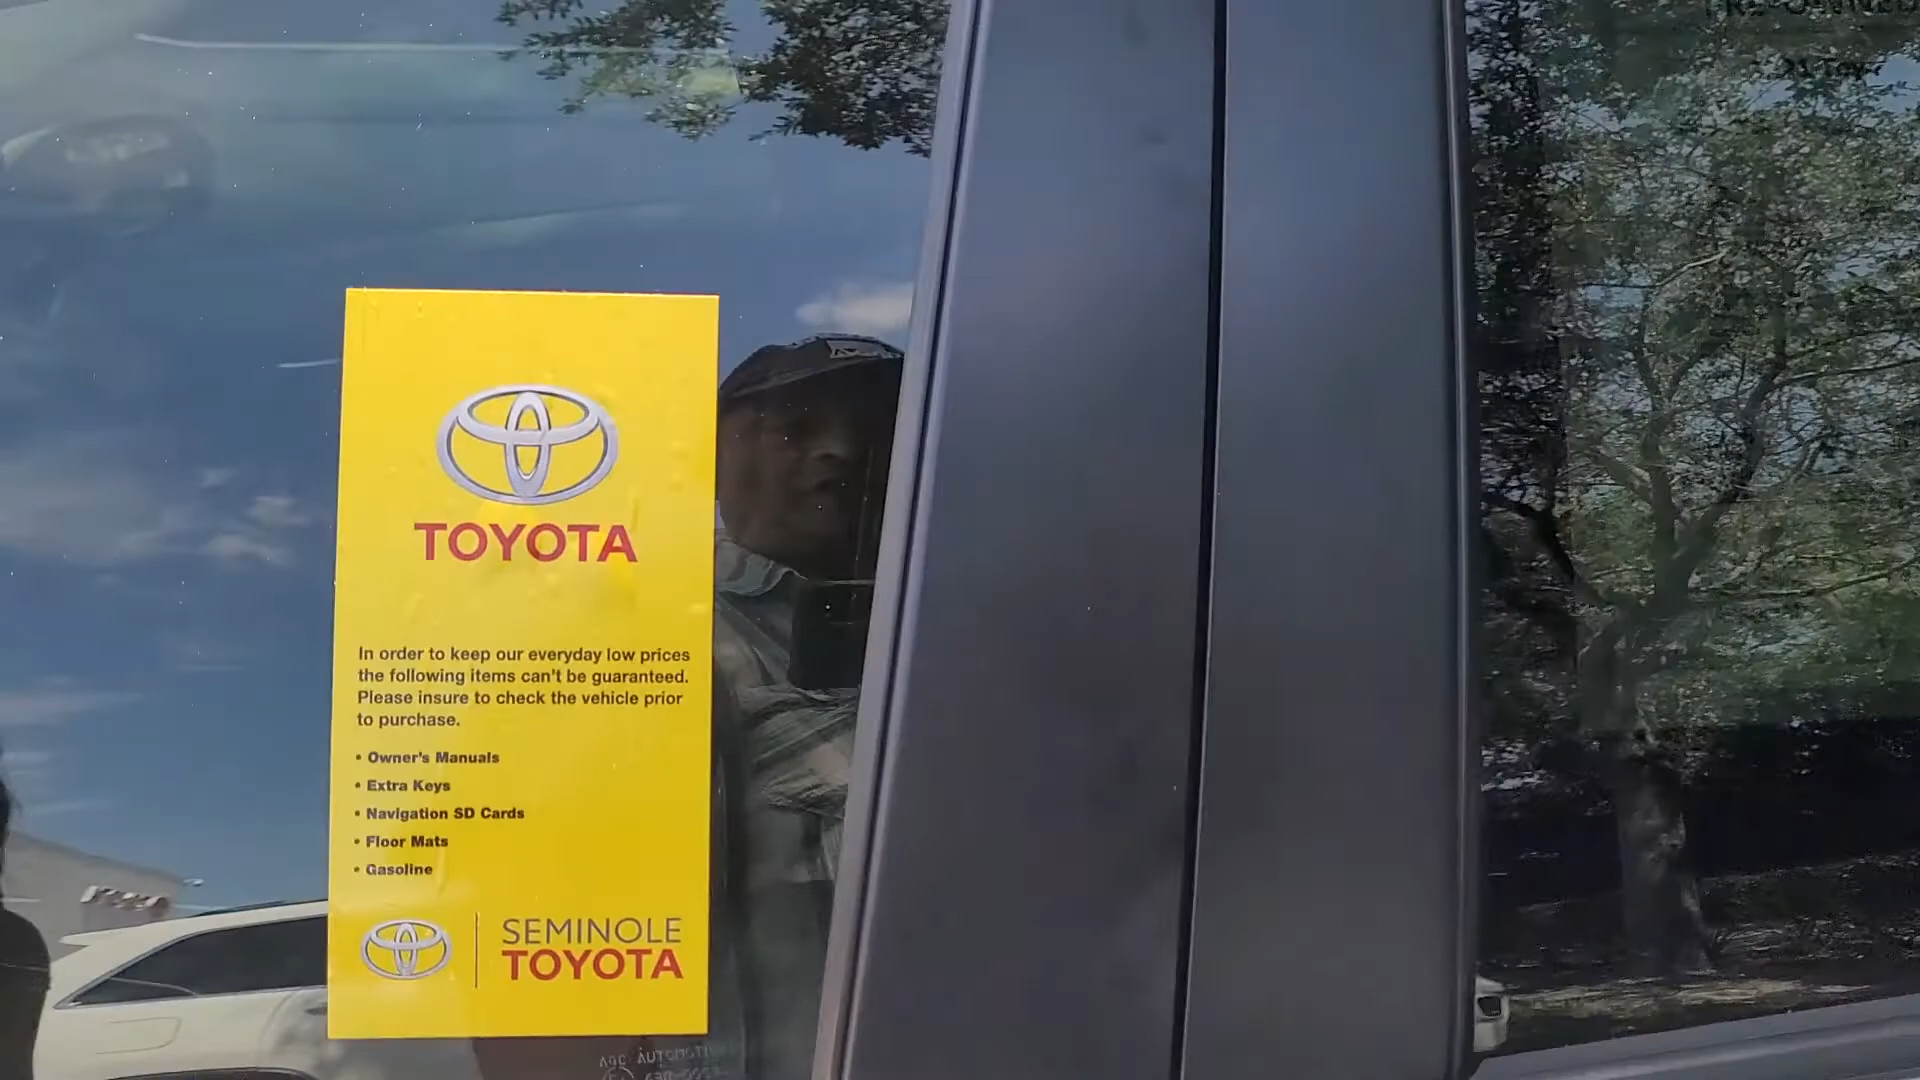 TOYOTA
In order to keep our everyday low prices
the following items can't be guaranteed.
Please insure to check the vehicle prior
to purchase.
• Owner's Manuals
• Extra Keys
• Navigation SD Cards
• Floor Mats
• Gasoline
SEMINOLE
TOYOTA